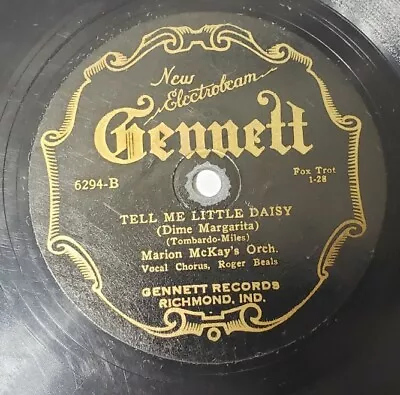 New
Electrobeam
Gennett
6294-B
Fox Trot
1-28
TELL ME LITTLE DAISY
(Dime Margarita)
(Tombardo-Miles)
Marion McKay's Orch.
Vocal Chorus, Roger Beals
GENNETT RECORDS
RICHMOND, IND.